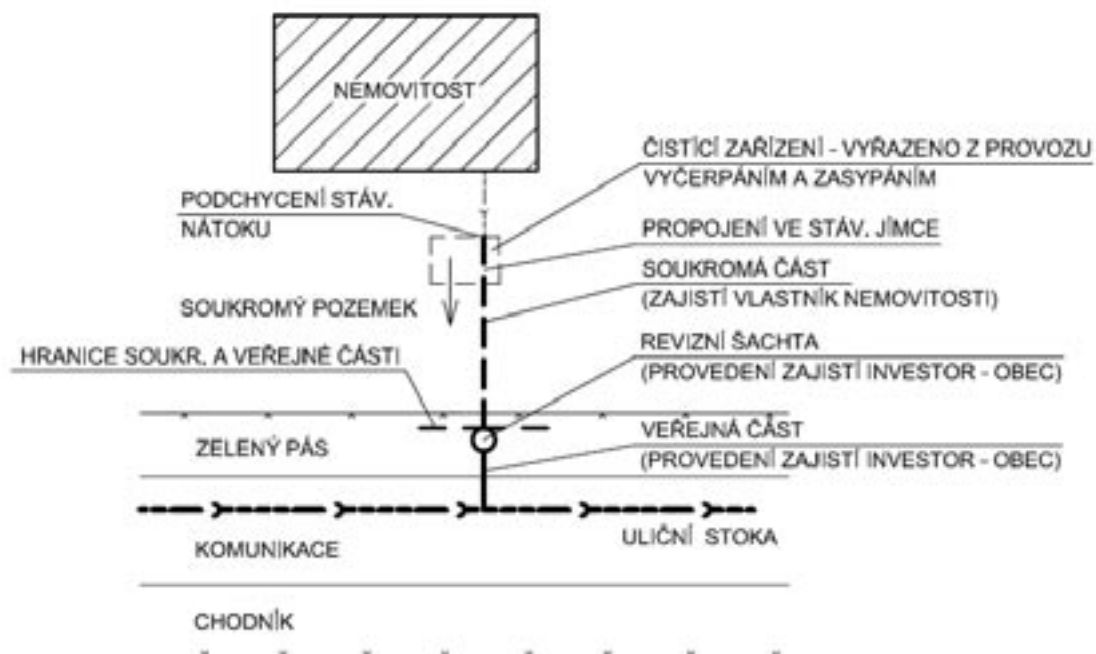 NEMOVITOST
ČISTÍCÍ ZAŘÍZENÍ - VYŘAZENO Z PROVOZU
VYČERPÁNÍM A ZASYPÁNÍM
PODCHYCENÍ STÁV.
NÁTOKU
PROPOJENÍ VE STÁV. JÍMCE
SOUKROMÁ ČÁST
(ZAJISTÍ VLASTNÍK NEMOVITOSTI)
SOUKROMÝ POZEMEK
HRANICE SOUKR. A VEŘEJNÉ ČÁSTI
REVIZNÍ ŠACHTA
(PROVEDENÍ ZAJISTÍ INVESTOR - OBEC)
ZELENÝ PÁS
VEŘEJNÁ ČÁST
(PROVEDENÍ ZAJISTÍ INVESTOR - OBEC)
ULIČNÍ STOKA
KOMUNIKACE
CHODNÍK